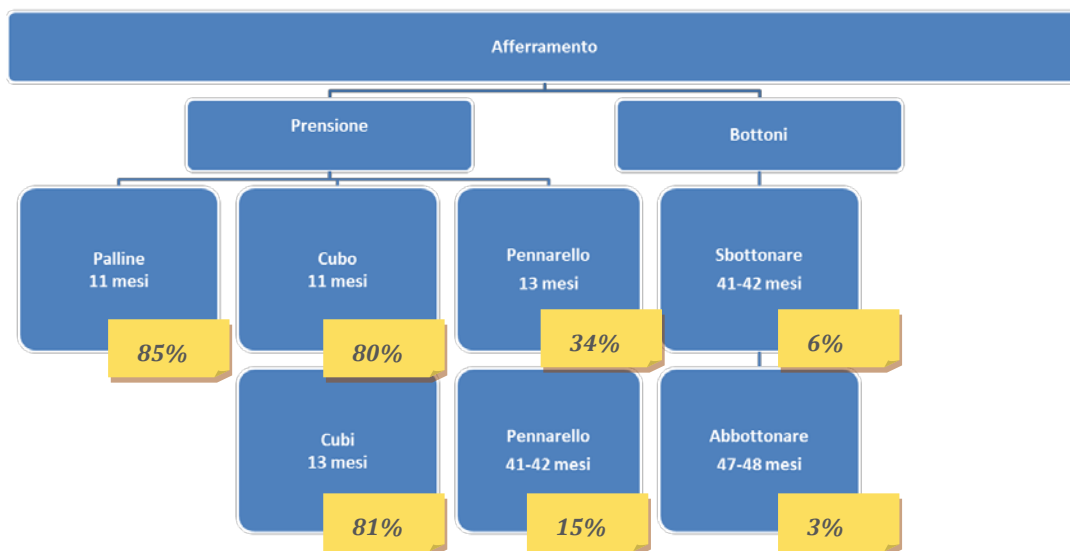 Afferramento
Prensione
Bottoni
Palline
11 mesi
85%
Cubo
11 mesi
80%
Pennarello
13 mesi
34%
Sbottonare
41-42 mesi
6%
Cubi
13 mesi
81%
Pennarello
41-42 mesi
15%
Abbottonare
47-48 mesi
3%